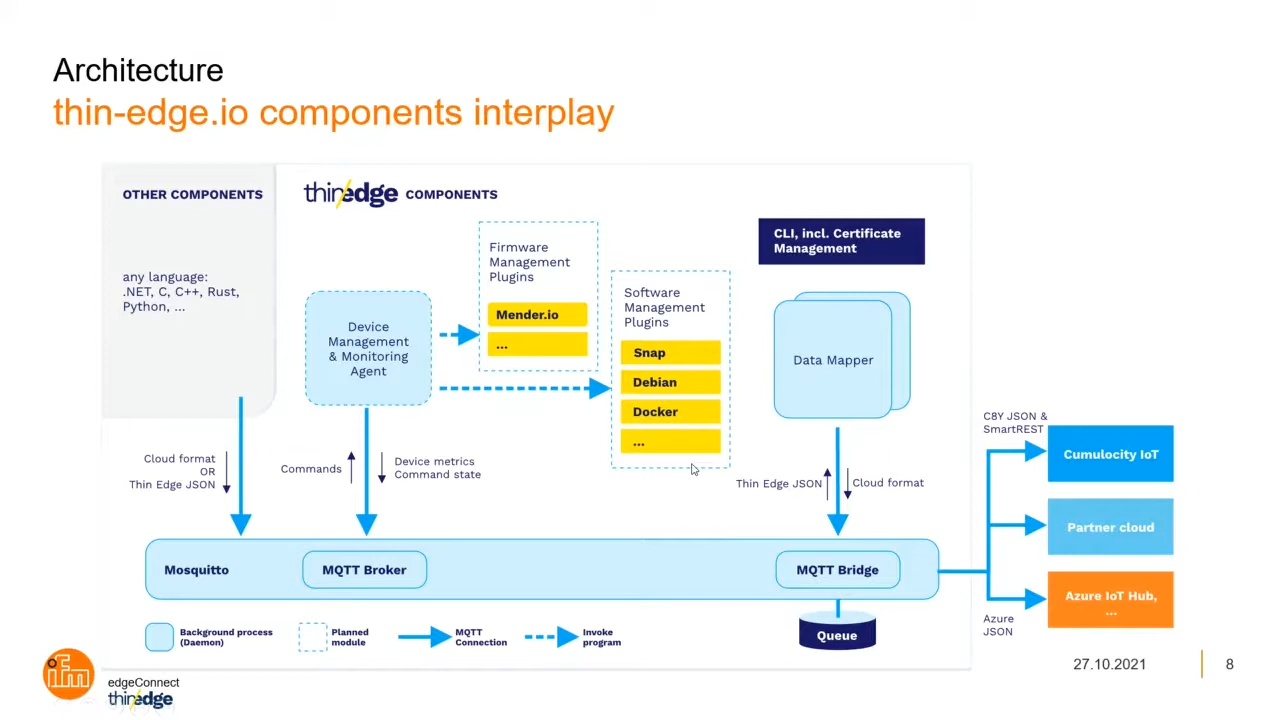 Architecture
thin-edge.io components interplay
OTHER COMPONENTS
any language:
.NET, C, C++, Rust,
Python, ...
thin/edge COMPONENTS
Firmware
Management
Plugins
Mender.io
...
Software
Management
Plugins
Snap
Debian
Docker
...
CLI, incl. Certificate
Management
Device
Management
& Monitoring
Agent
Data Mapper
Cloud format
OR
Thin Edge JSON
Commands
Device metrics
Command state
Thin Edge JSON
Cloud format
C8Y JSON &
SmartREST
Cumulocity IoT
Partner cloud
Azure IoT Hub,
...
Azure
JSON
Mosquitto
MQTT Broker
MQTT Bridge
Queue
Background process
(Daemon)
Planned
module
MQTT
Connection
Invoke
program
ifm
edgeConnect
thin/edge
27.10.2021
8